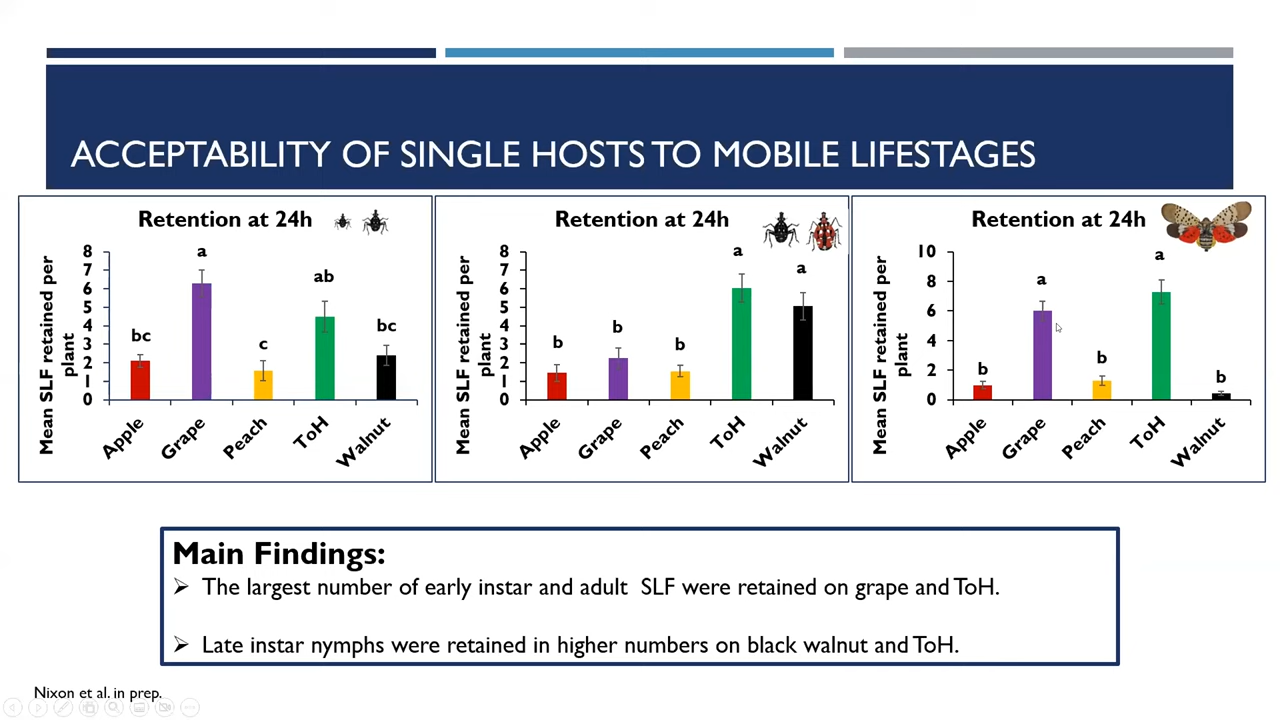 ACCEPTABILITY OF SINGLE HOSTS TO MOBILE LIFESTAGES
Retention at 24h
Mean SLF retained per
plant
8
7
6
5
4
3
2
1
0
bc
a
c
ab
bc
Apple
Grape
Peach
ToH
Walnut
Retention at 24h
Mean SLF retained per
plant
8
7
6
5
4
3
2
1
0
b
b
b
a
a
Apple
Grape
Peach
ToH
Walnut
Retention at 24h
Mean SLF retained per
plant
10
8
6
4
2
0
b
a
b
a
b
Apple
Grape
Peach
ToH
Walnut
Main Findings:
➢ The largest number of early instar and adult SLF were retained on grape and ToH.
➢ Late instar nymphs were retained in higher numbers on black walnut and ToH.
Nixon et al. in prep.